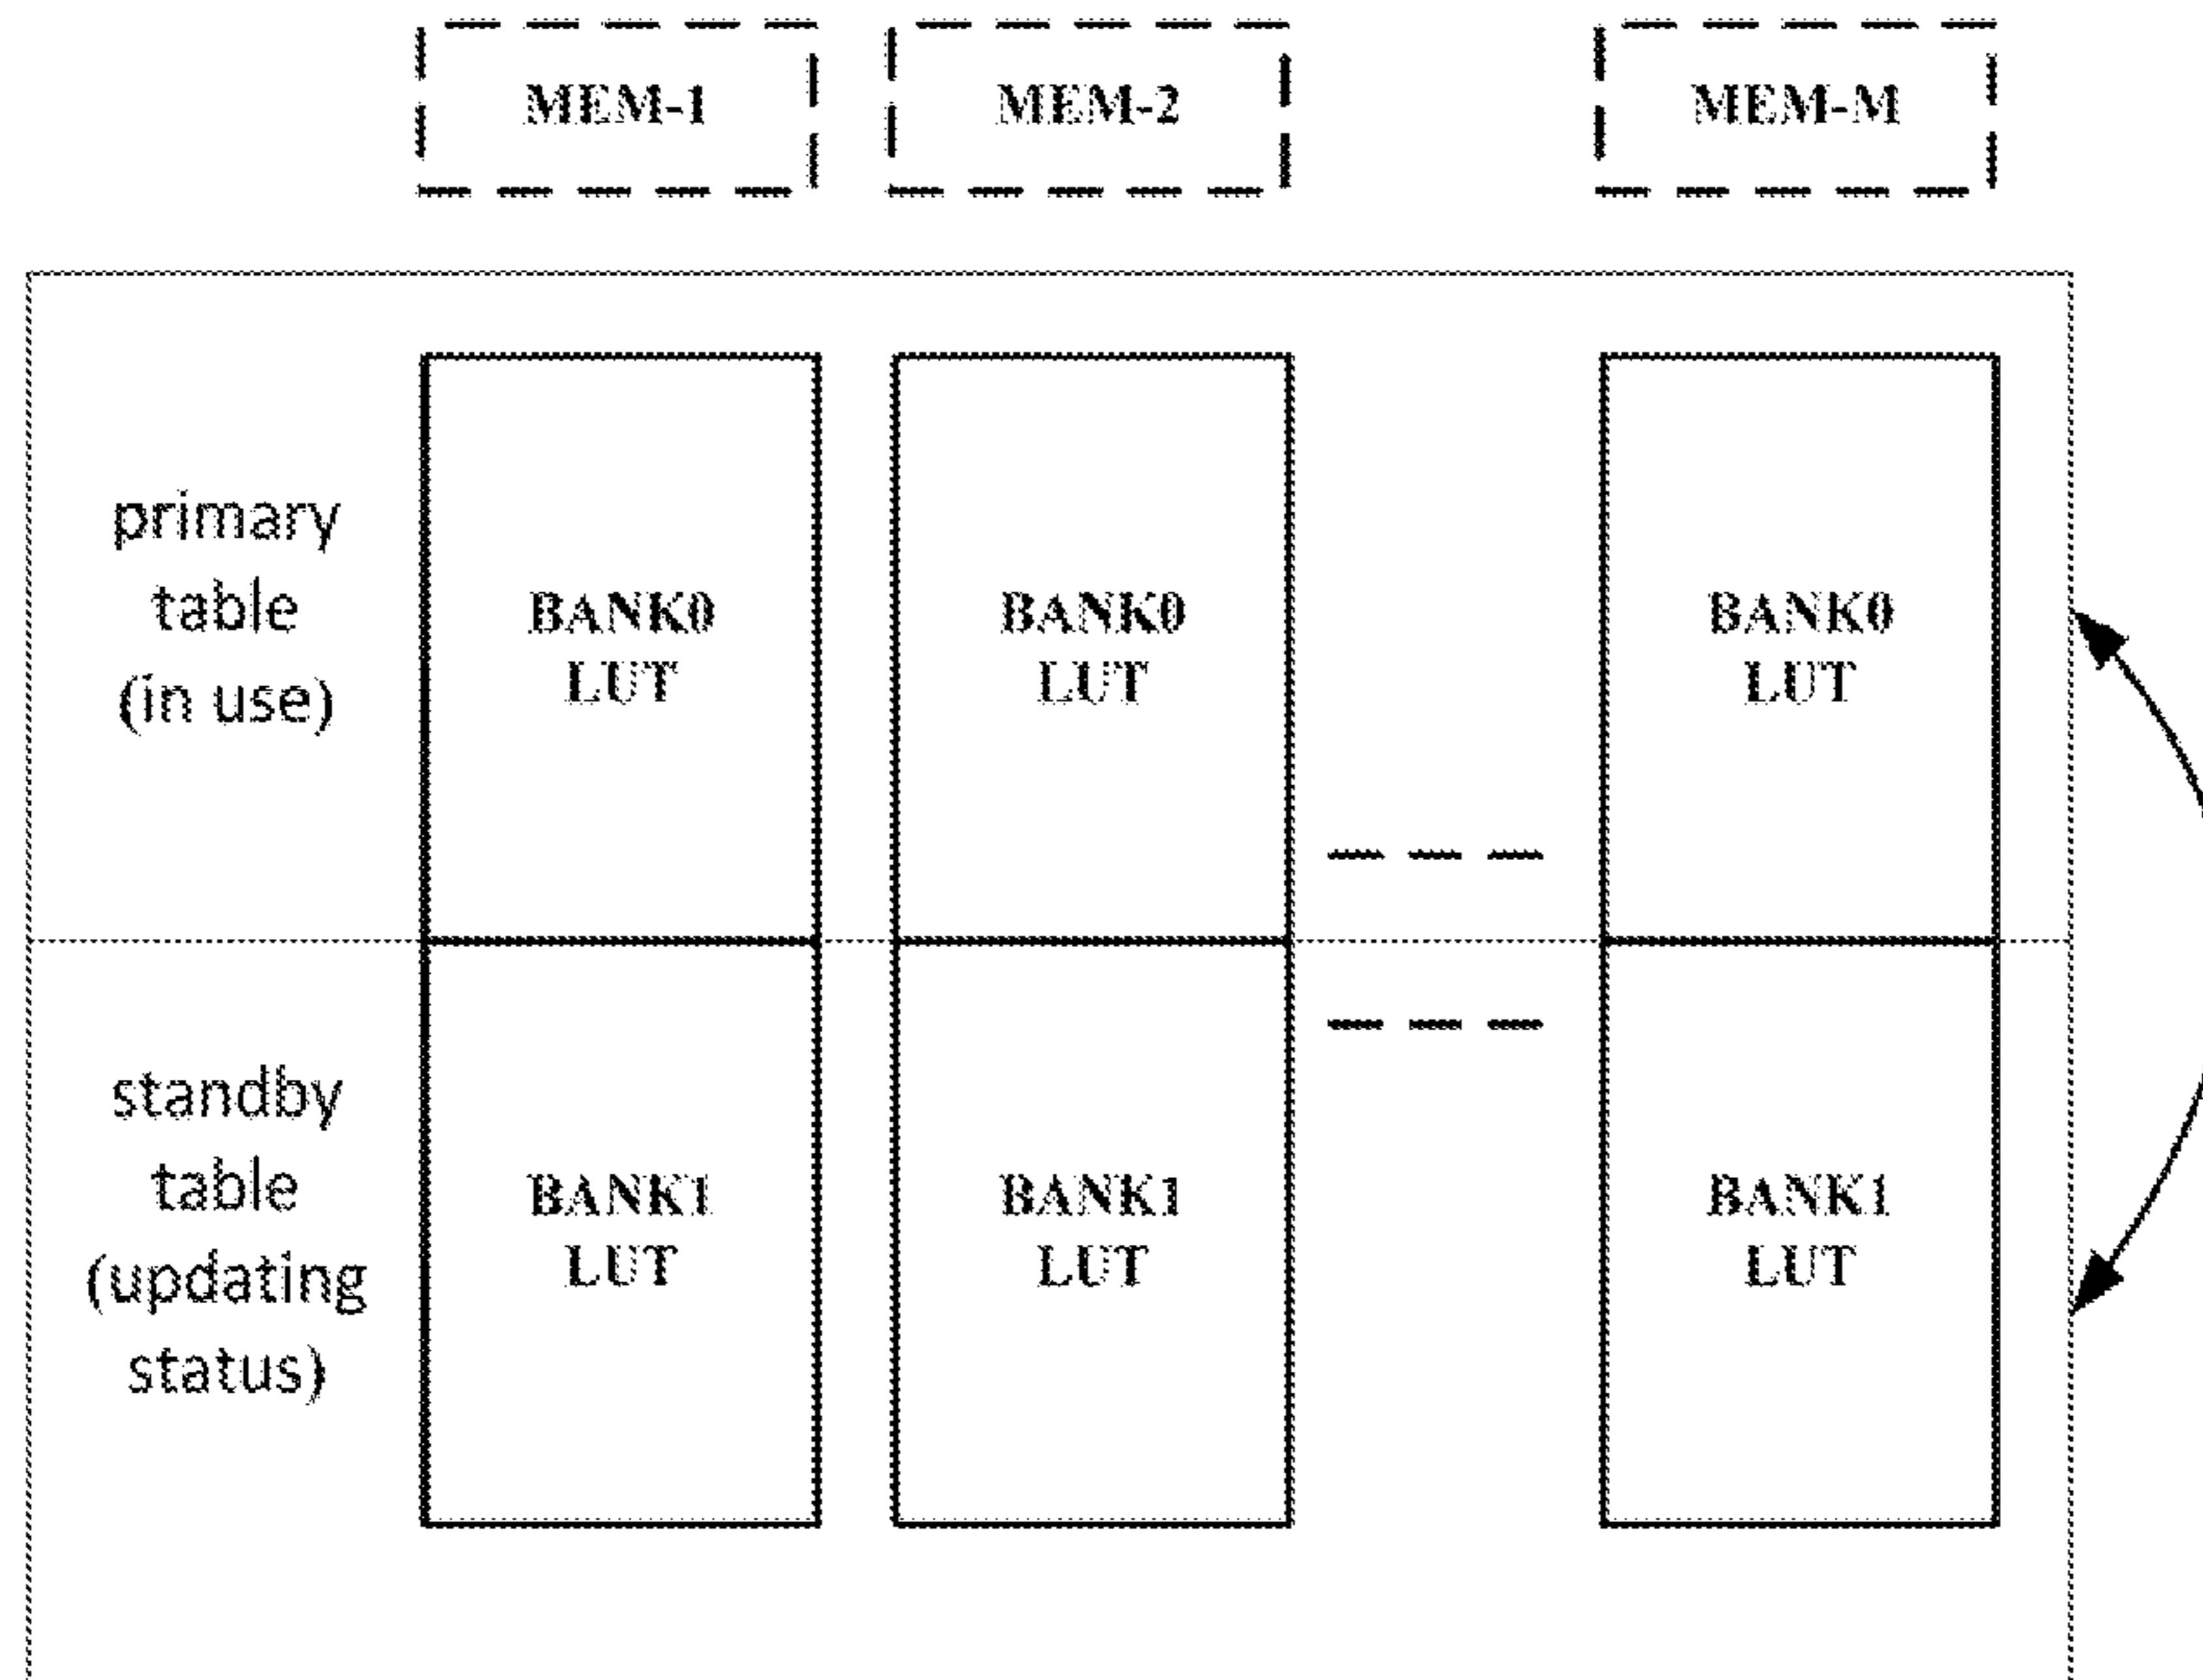 MEM-1 MEM-2 MEM-M
primary
table
(in use)
BANK0
LUT
BANK0
LUT
BANK0
LUT
standby
table
(updating
status)
BANK1
LUT
BANK1
LUT
BANK1
LUT